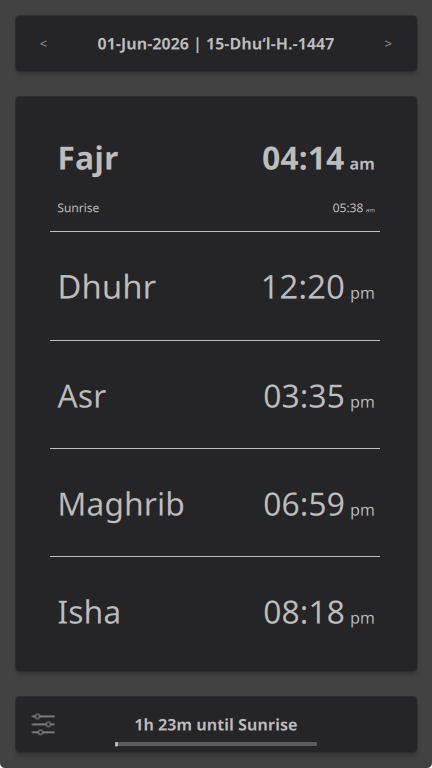 < 01-Jun-2026 | 15-Dhuʻl-H.-1447 >
Fajr 04:14 am
Sunrise 05:38 am
Dhuhr 12:20 pm
Asr 03:35 pm
Maghrib 06:59 pm
Isha 08:18 pm
1h 23m until Sunrise